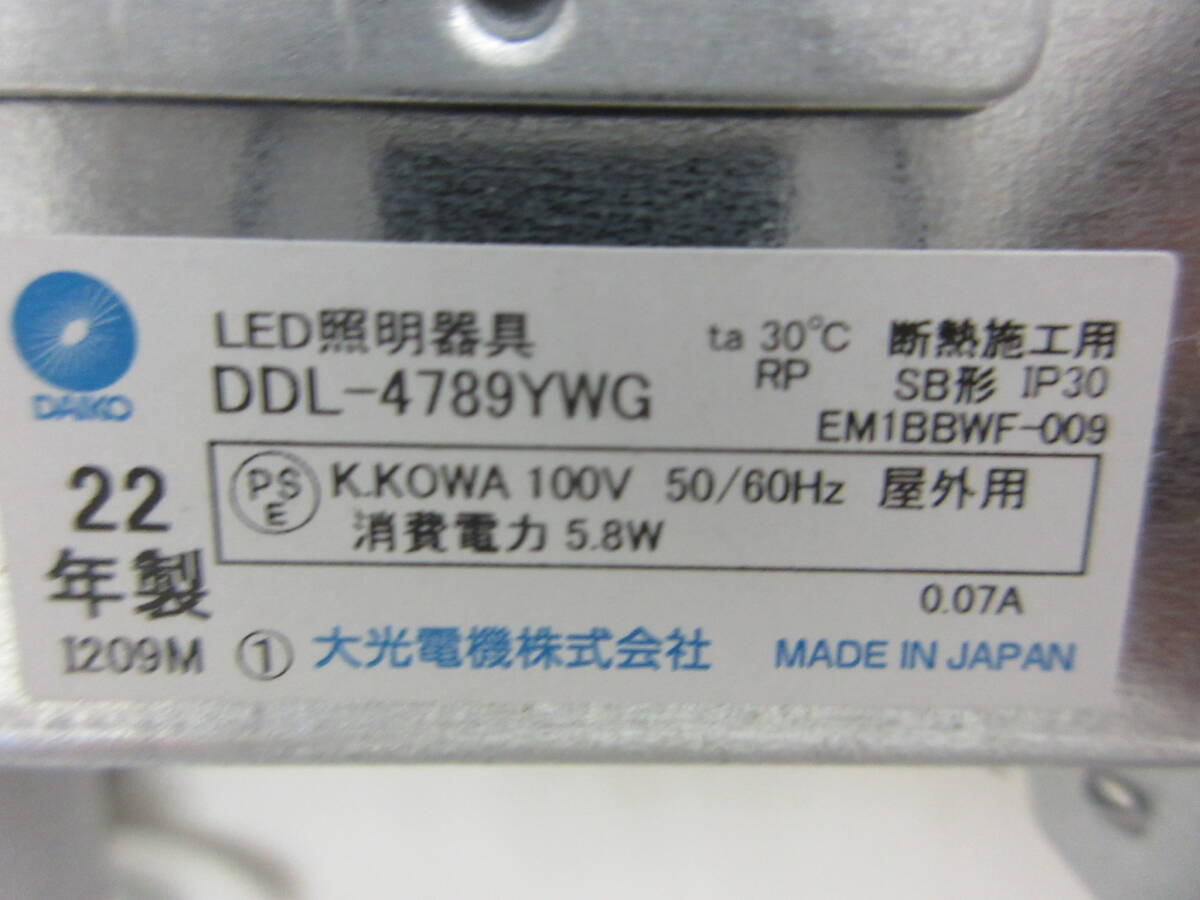 DAIKO
LED照明器具
DDL-4789YWG
ta 30℃
RP
断熱施工用
SB形 IP30
EM1BBWF-009
22
年製
1209M
PS
E
K.KOWA 100V 50/60Hz 屋外用
消費電力 5.8W
0.07A
① 大光電機株式会社 MADE IN JAPAN